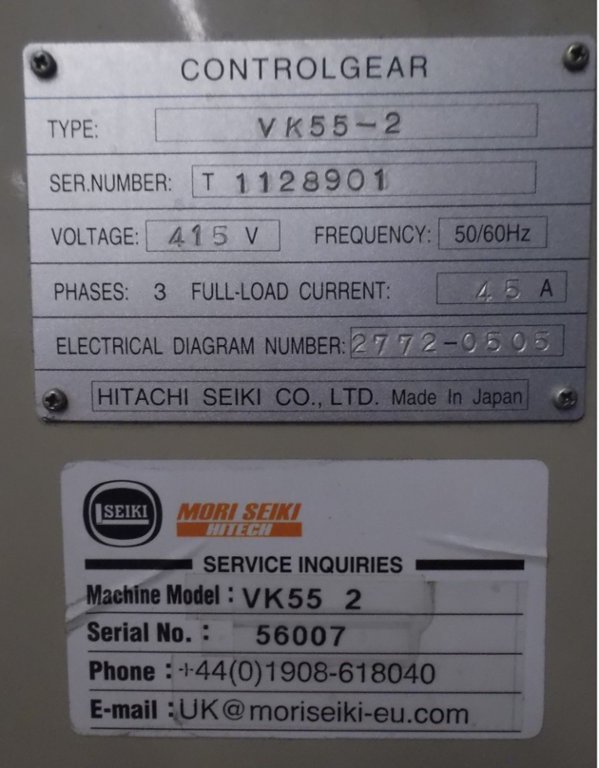 CONTROLGEAR
TYPE: VK55-2
SER.NUMBER: T 1128901
VOLTAGE: 415 V FREQUENCY: 50/60Hz
PHASES: 3 FULL-LOAD CURRENT: 45 A
ELECTRICAL DIAGRAM NUMBER: 2772-0505
HITACHI SEIKI CO., LTD. Made In Japan
SEIKI MORI SEIKI
HITECH
SERVICE INQUIRIES
Machine Model : VK55 2
Serial No. : 56007
Phone : +44(0)1908-618040
E-mail : UK@moriseiki-eu.com